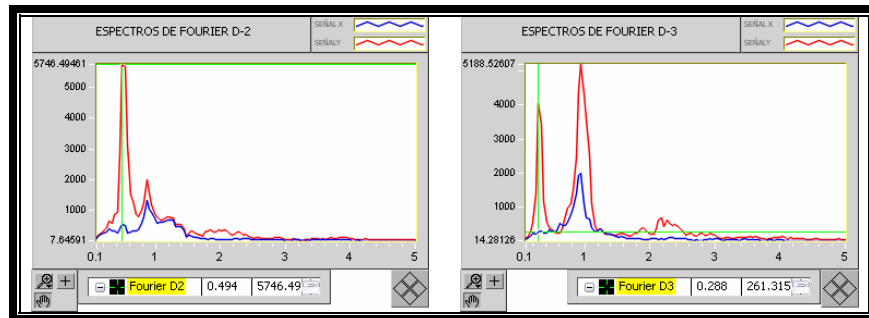 ESPECTROS DE FOURIER D-2
SEÑAL X
SEÑALY
5746.49461
5000
4000
3000
2000
1000
7.64591
0.1 1 2 3 4 5
Fourier D2 0.494 5746.49
ESPECTROS DE FOURIER D-3
SEÑAL X
SEÑALY
5188.52607
4000
3000
2000
1000
14.28126
0.1 1 2 3 4 5
Fourier D3 0.288 261.315